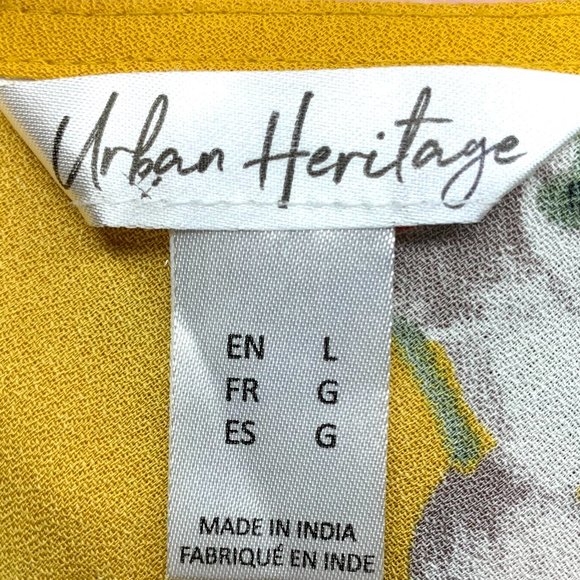 Urban Heritage
EN L
FR G
ES G
MADE IN INDIA
FABRIQUÉ EN INDE